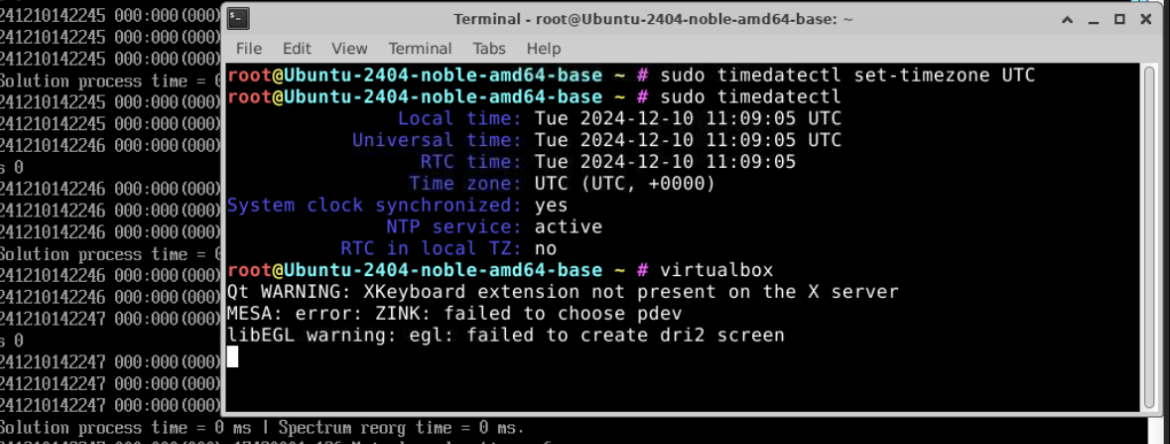 241210142245 000:000(000)
Terminal - root@Ubuntu-2404-noble-amd64-base: ~
241210142245 000:000(000)
File Edit View Terminal Tabs Help
241210142245 000:000(000)
Solution process time = 
root@Ubuntu-2404-noble-amd64-base ~ # sudo timedatectl set-timezone UTC
241210142245 000:000(000)
root@Ubuntu-2404-noble-amd64-base ~ # sudo timedatectl
241210142245 000:000(000)
Local time: Tue 2024-12-10 11:09:05 UTC
241210142246 000:000(000)
Universal time: Tue 2024-12-10 11:09:05 UTC
s 0
RTC time: Tue 2024-12-10 11:09:05
241210142246 000:000(000)
Time zone: UTC (UTC, +0000)
241210142246 000:000(000)
System clock synchronized: yes
241210142246 000:000(000)
NTP service: active
Solution process time = 
RTC in local TZ: no
241210142246 000:000(000)
root@Ubuntu-2404-noble-amd64-base ~ # virtualbox
241210142246 000:000(000)
Qt WARNING: XKeyboard extension not present on the X server
241210142247 000:000(000)
MESA: error: ZINK: failed to choose pdev
s 0
libEGL warning: egl: failed to create dri2 screen
241210142247 000:000(000)
241210142247 000:000(000)
241210142247 000:000(000)
Solution process time = 0 ms | Spectrum reorg time = 0 ms.